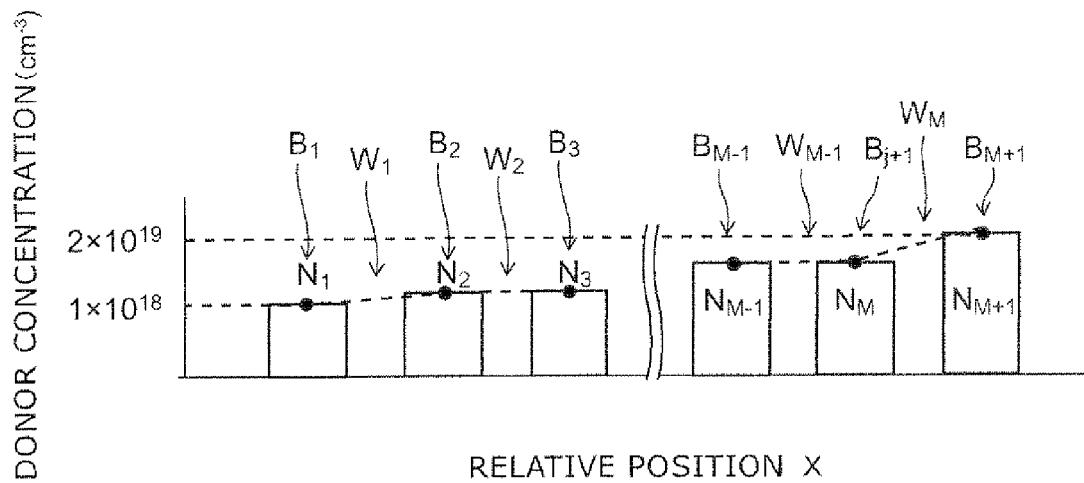 DONOR CONCENTRATION (cm⁻³)
B₁ W₁ B₂ W₂ B₃ B_{M-1} W_{M-1} B_{j+1} W_M B_{M+1}
2×10¹⁹
1×10¹⁸
N₁ N₂ N₃ N_{M-1} N_M N_{M+1}
RELATIVE POSITION X